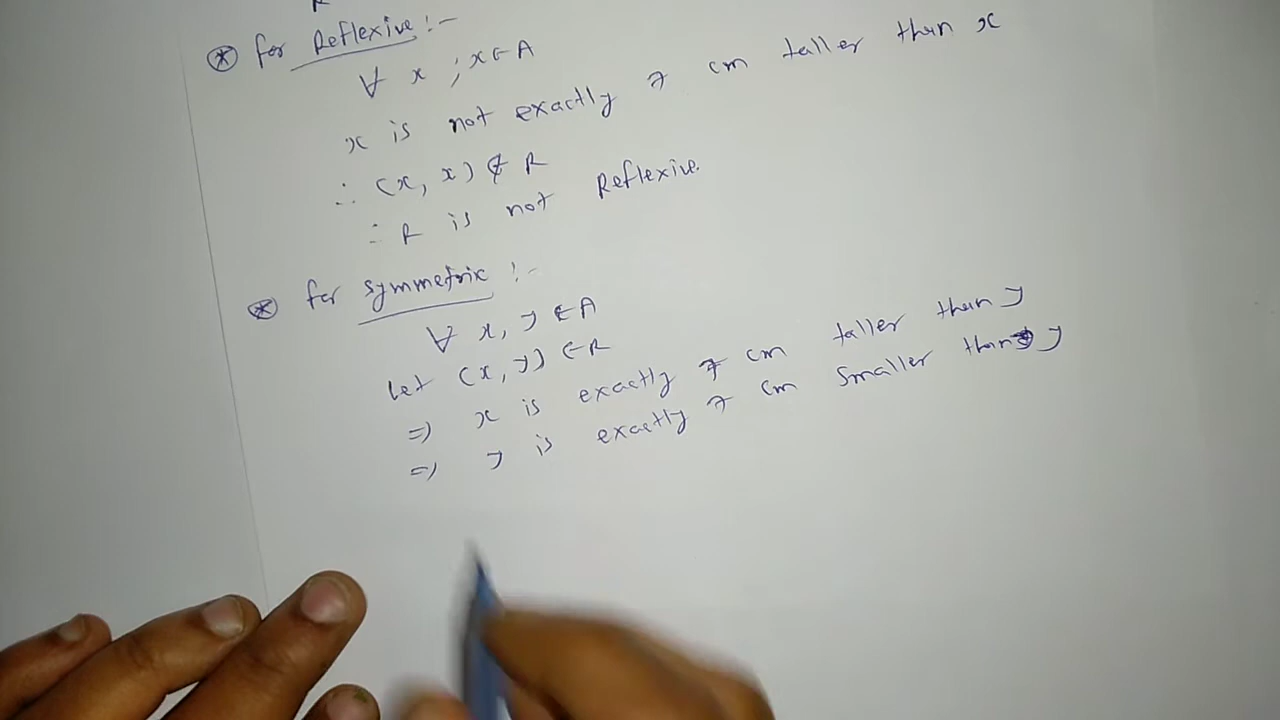 R
⊛ for Reflexive :-
∀ x ; x ∈ A
x is not exactly 7 cm taller than x
∴ (x, x) ∉ R
∴ R is not Reflexive.
⊛ for symmetric :-
∀ x, y ∈ A
let (x, y) ∈ R
⇒ x is exactly 7 cm taller than y
⇒ y is exactly 7 cm smaller than y